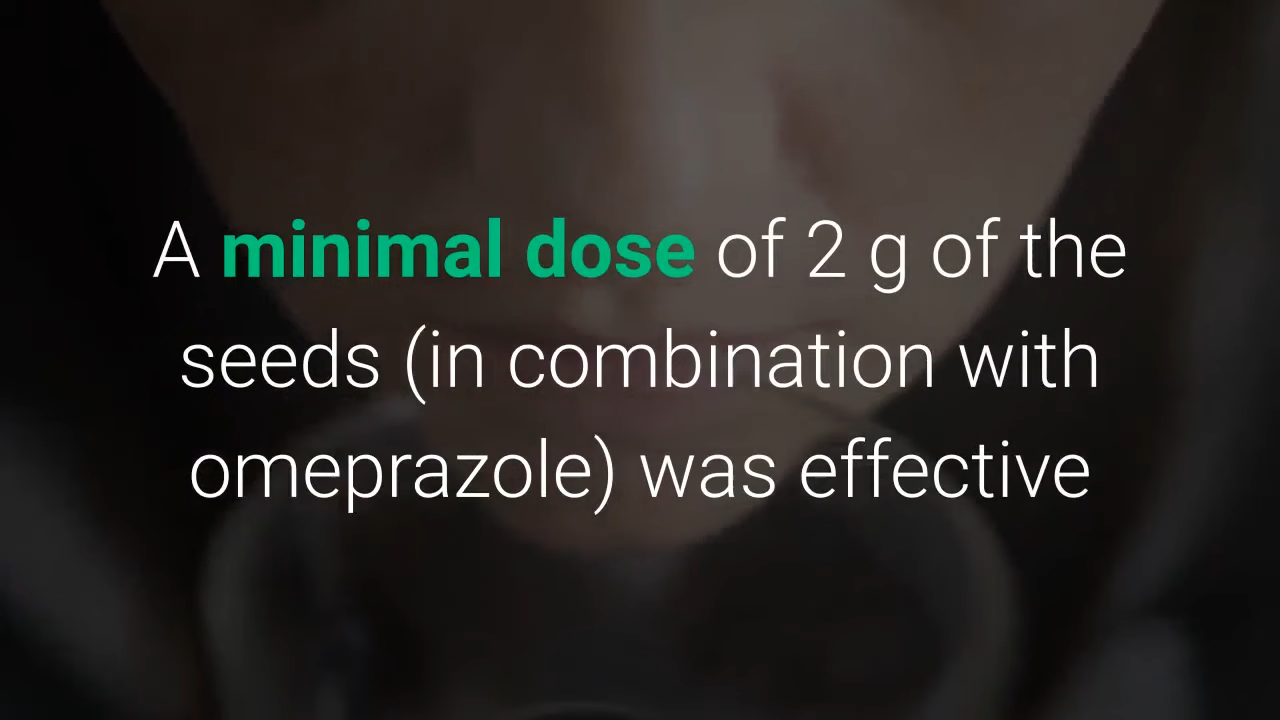 A minimal dose of 2 g of the
seeds (in combination with
omeprazole) was effective